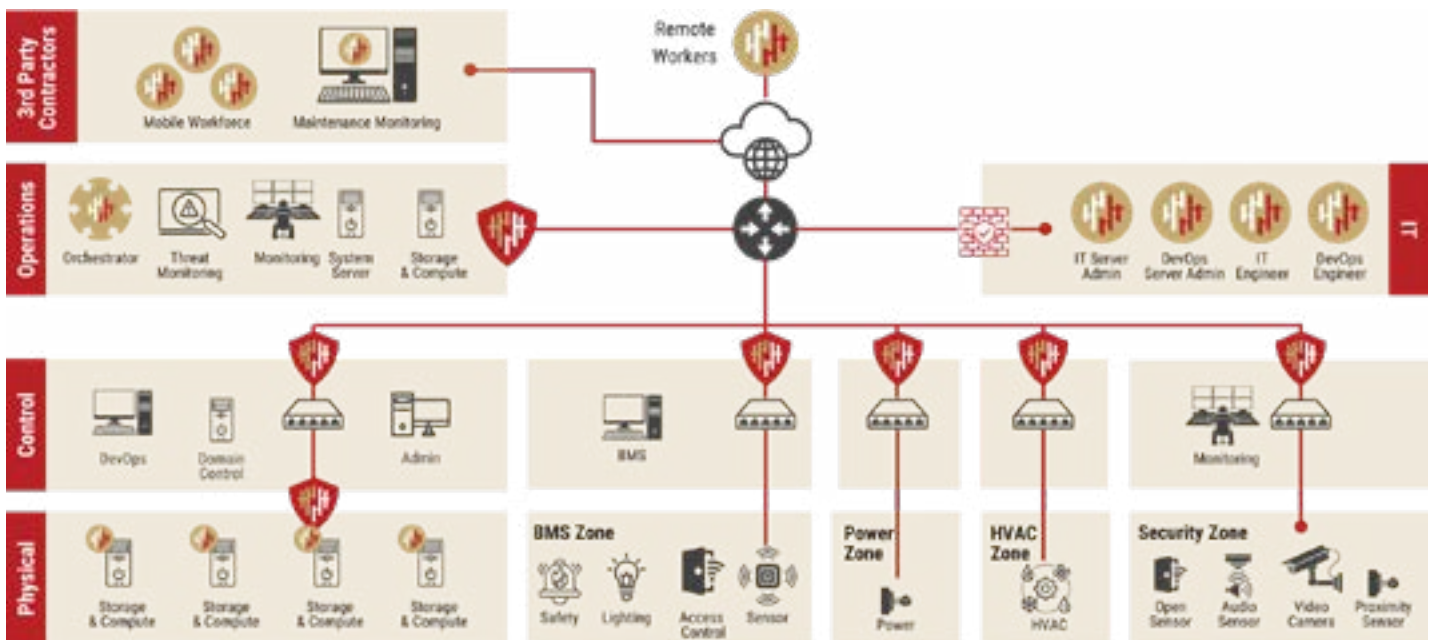 3rd Party
Contractors
Mobile Workforce
Maintenance Monitoring
Remote
Workers
Operations
Orchestrator
Threat
Monitoring
Monitoring
System
Server
Storage
& Compute
IT Server
Admin
DevOps
Server Admin
IT
Engineer
DevOps
Engineer
IT
Control
DevOps
Domain
Control
Admin
BMS
Monitoring
Physical
Storage
& Compute
Storage
& Compute
Storage
& Compute
Storage
& Compute
BMS Zone
Safety
Lighting
Access
Control
Sensor
Power
Zone
Power
HVAC
Zone
HVAC
Security Zone
Open
Sensor
Audio
Sensor
Video
Camera
Proximity
Sensor